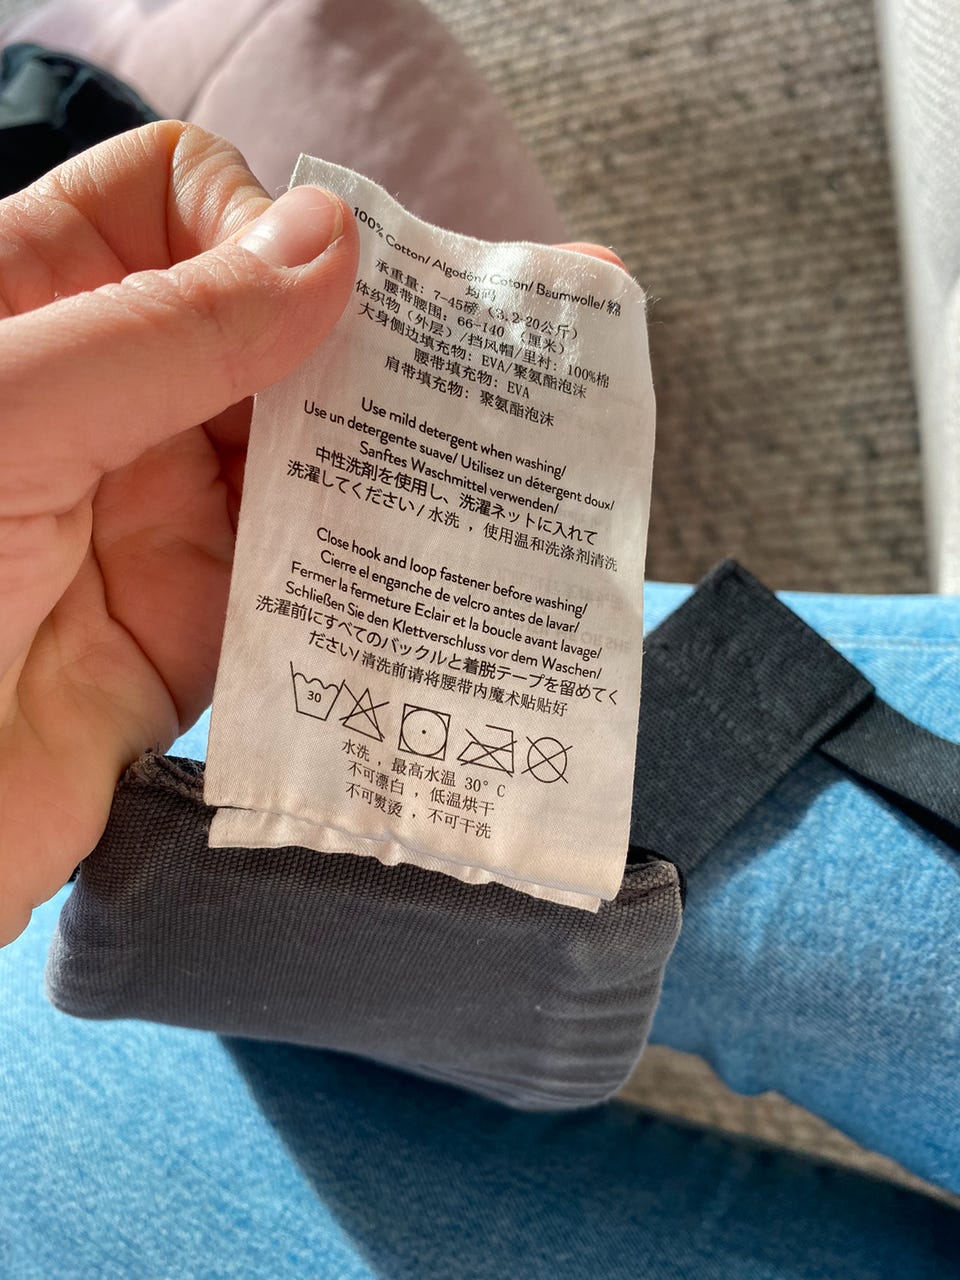 100% Cotton/ Algodón/ Coton/ Baumwolle/ 綿
均码
承重量: 7-45磅 (3.2-20公斤)
腰带腰围: 66-140 (厘米)
体织物 (外层) /挡风帽/里衬: 100%棉
大身侧边填充物: EVA/聚氨酯泡沫
腰带填充物: EVA
肩带填充物: 聚氨酯泡沫
Use mild detergent when washing/
Use un detergente suave/ Utilisez un détergent doux/
Sanftes Waschmittel verwenden/
中性洗剤を使用し、洗濯ネットに入れて
洗濯してください / 水洗 , 使用温和洗涤剂清洗
Close hook and loop fastener before washing/
Cierre el enganche de velcro antes de lavar/
Fermer la fermeture Eclair et la boucle avant lavage/
Schließen Sie den Klettverschluss vor dem Waschen/
洗濯前にすべてのバックルと着脱テープを留めてく
ださい/ 清洗前请将腰带内魔术贴贴好
30
水洗 , 最高水温 30° C
不可漂白 , 低温烘干
不可熨烫 , 不可干洗